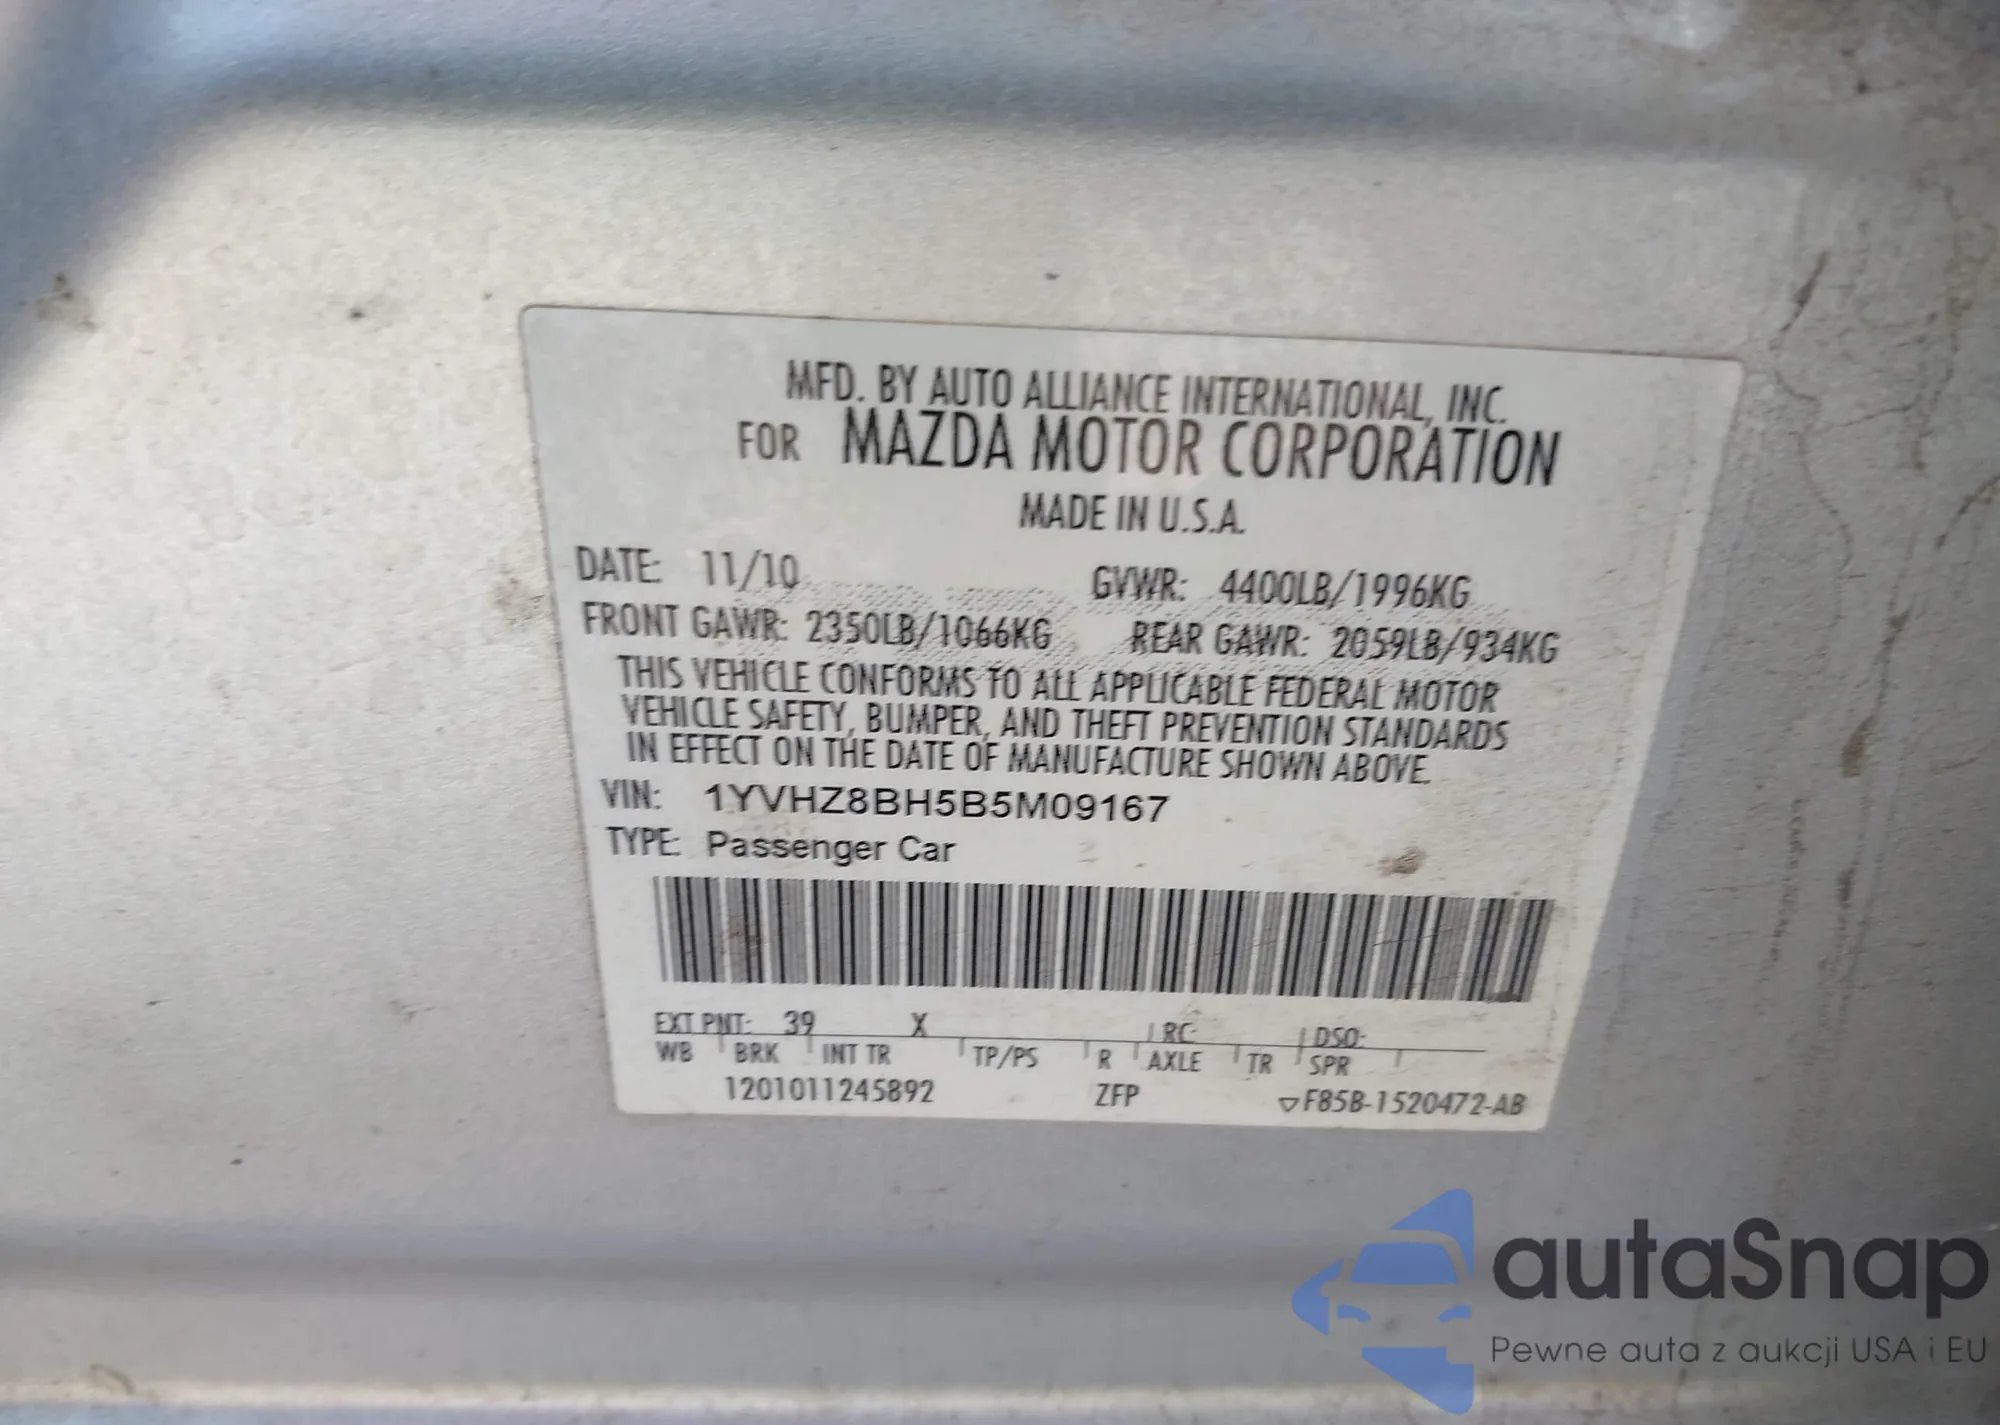 MFD. BY AUTO ALLIANCE INTERNATIONAL, INC.
FOR MAZDA MOTOR CORPORATION
MADE IN U.S.A.
DATE: 11/10 GVWR: 4400LB/1996KG
FRONT GAWR: 2350LB/1066KG REAR GAWR: 2059LB/934KG
THIS VEHICLE CONFORMS TO ALL APPLICABLE FEDERAL MOTOR
VEHICLE SAFETY, BUMPER, AND THEFT PREVENTION STANDARDS
IN EFFECT ON THE DATE OF MANUFACTURE SHOWN ABOVE.
VIN: 1YVHZ8BH5B5M09167
TYPE: Passenger Car
EXT PNT: 39 X RC: DSO:
WB BRK INT TR TP/PS R AXLE TR SPR
1201011245892 ZFP ▽F85B-1520472-AB
autaSnap
Pewne auta z aukcji USA i EU